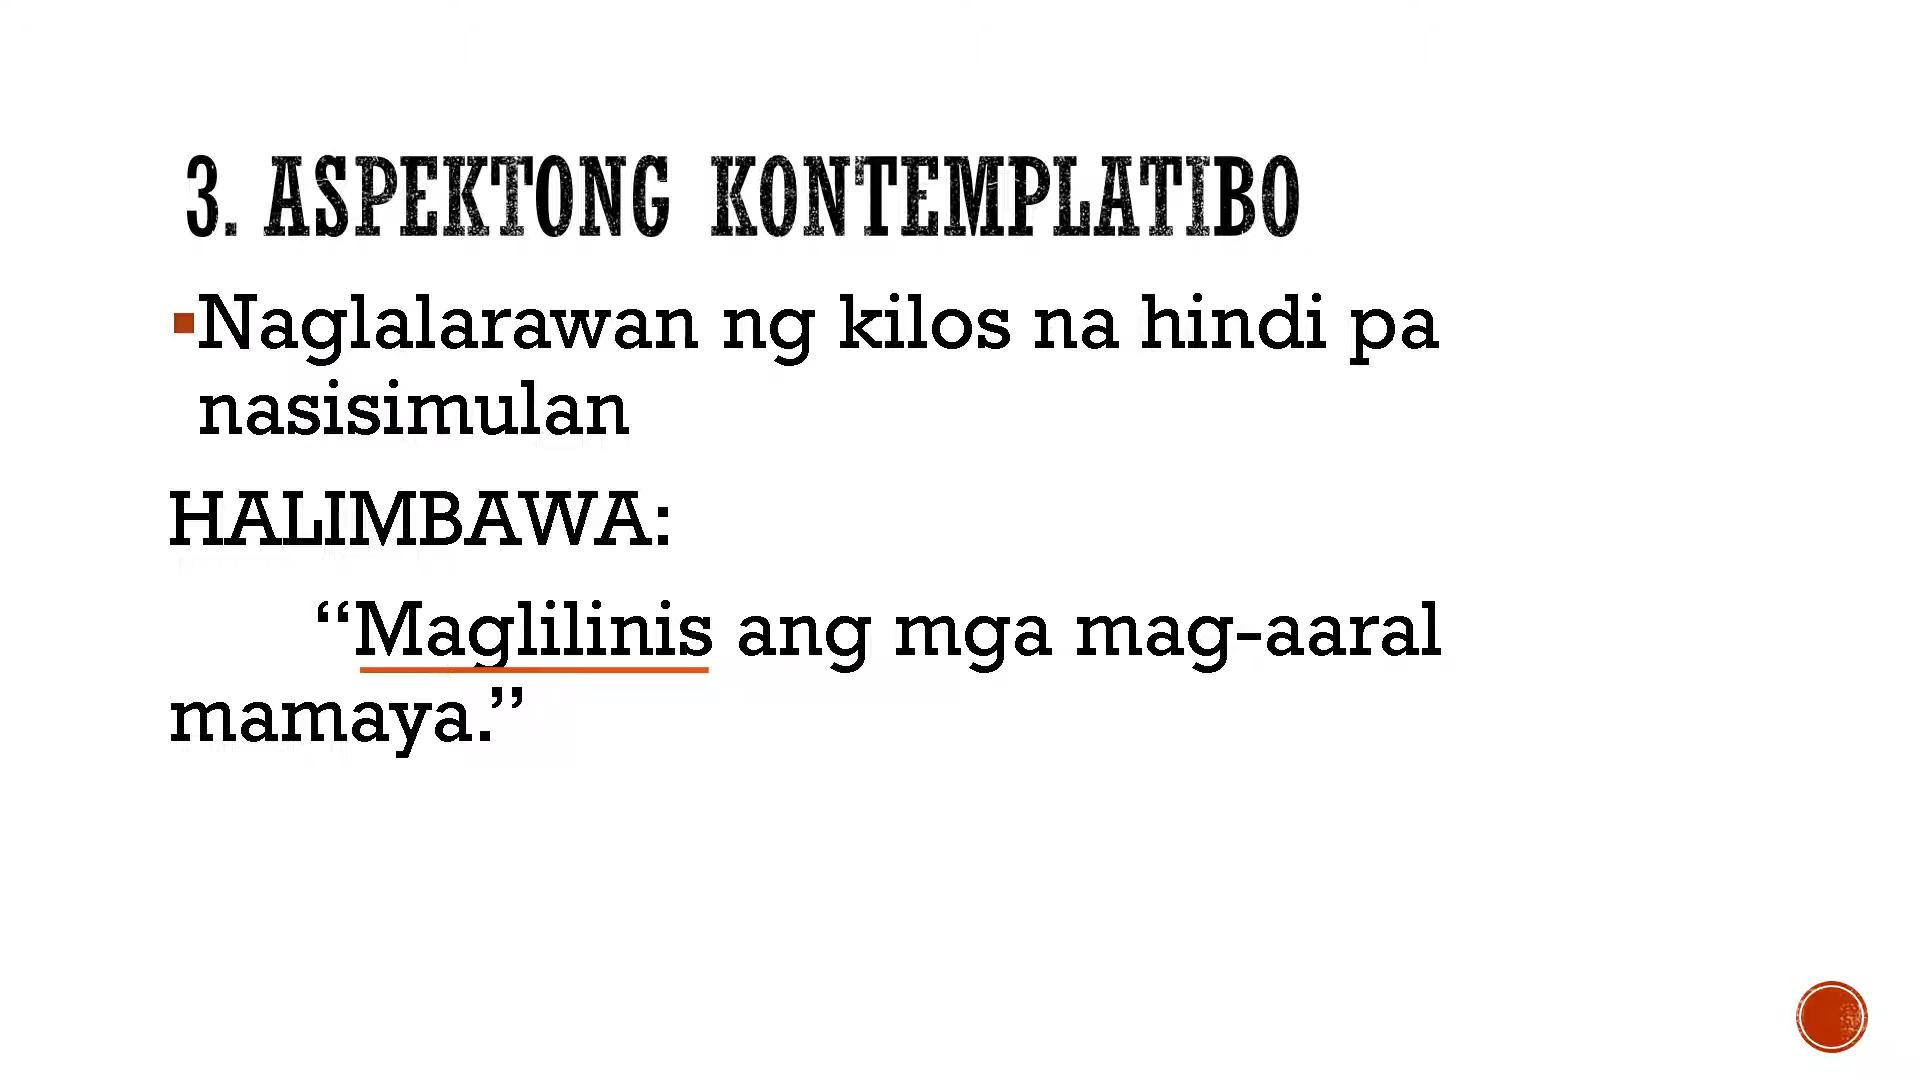 3. ASPEKTONG KONTEMPLATIBO
▪Naglalarawan ng kilos na hindi pa
nasisimulan
HALIMBAWA:
“Maglilinis ang mga mag-aaral
mamaya.”